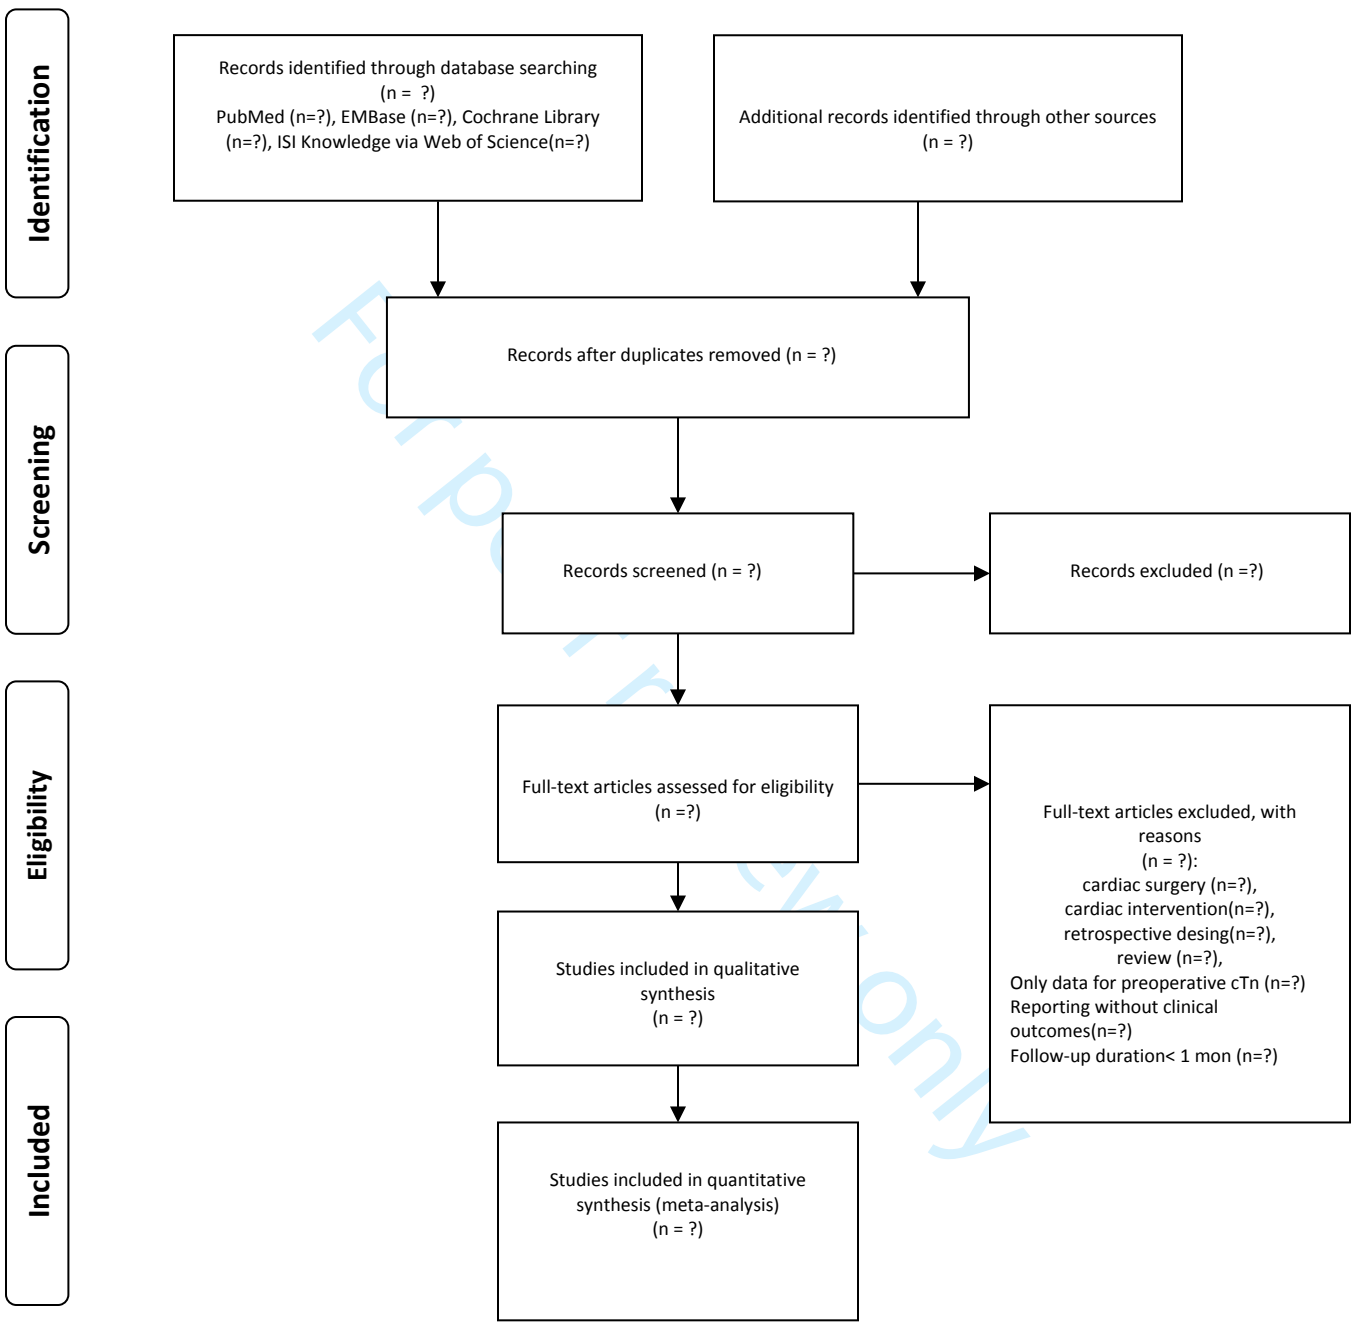 Identification
Records identified through database searching
(n =  ?)
PubMed (n=?), EMBase (n=?), Cochrane Library
(n=?), ISI Knowledge via Web of Science(n=?)
Additional records identified through other sources
(n = ?)
Records after duplicates removed (n = ?)
Screening
Records screened (n = ?)
Records excluded (n =?)
Eligibility
Full-text articles assessed for eligibility
(n =?)
Full-text articles excluded, with
reasons
(n = ?):
cardiac surgery (n=?),
cardiac intervention(n=?),
retrospective desing(n=?),
review (n=?),
Only data for preoperative cTn (n=?)
Reporting without clinical
outcomes(n=?)
Follow-up duration< 1 mon (n=?)
Studies included in qualitative
synthesis
(n = ?)
Included
Studies included in quantitative
synthesis (meta-analysis)
(n = ?)
For peer review only